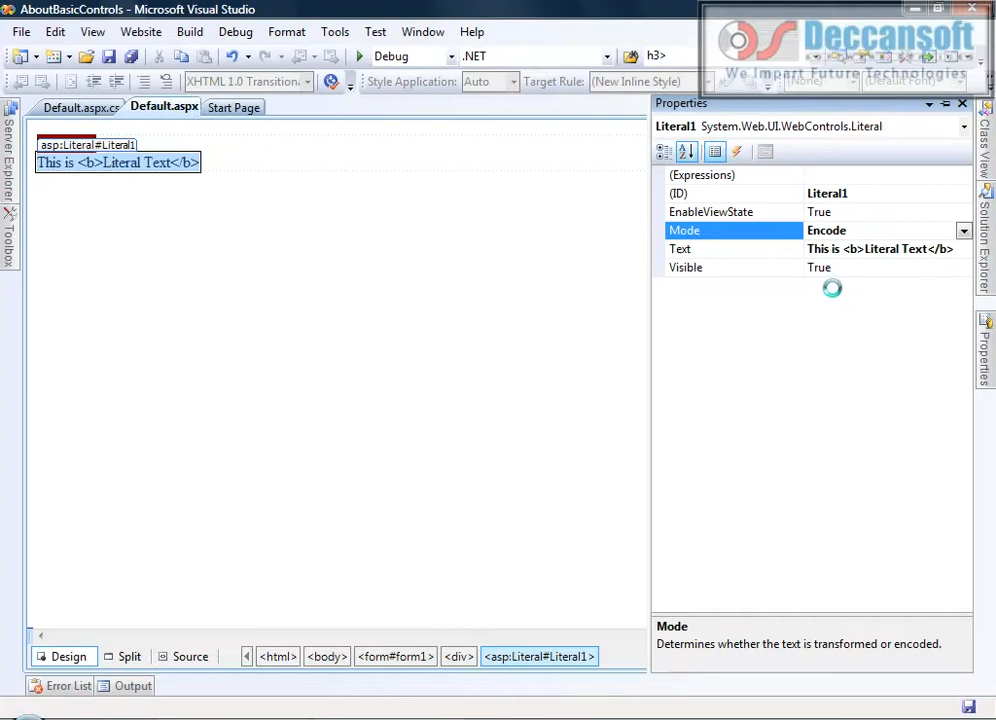 AboutBasicControls - Microsoft Visual Studio
File Edit View Website Build Debug Format Tools Test Window Help
Debug .NET h3>
XHTML 1.0 Transition. Style Application: Auto Target Rule: (New Inline Style) (None) (Default Font)
Deccansoft
We Impart Future Technologies
Default.aspx.cs Default.aspx Start Page
Server Explorer
Toolbox
asp:Literal#Literal1
This is <b>Literal Text</b>
Properties
Literal1 System.Web.UI.WebControls.Literal
(Expressions)
(ID) Literal1
EnableViewState True
Mode Encode
Text This is <b>Literal Text</b>
Visible True
Mode
Determines whether the text is transformed or encoded.
Class View
Solution Explorer
Properties
Design Split Source <html> <body> <form#form1> <div> <asp:Literal#Literal1>
Error List Output